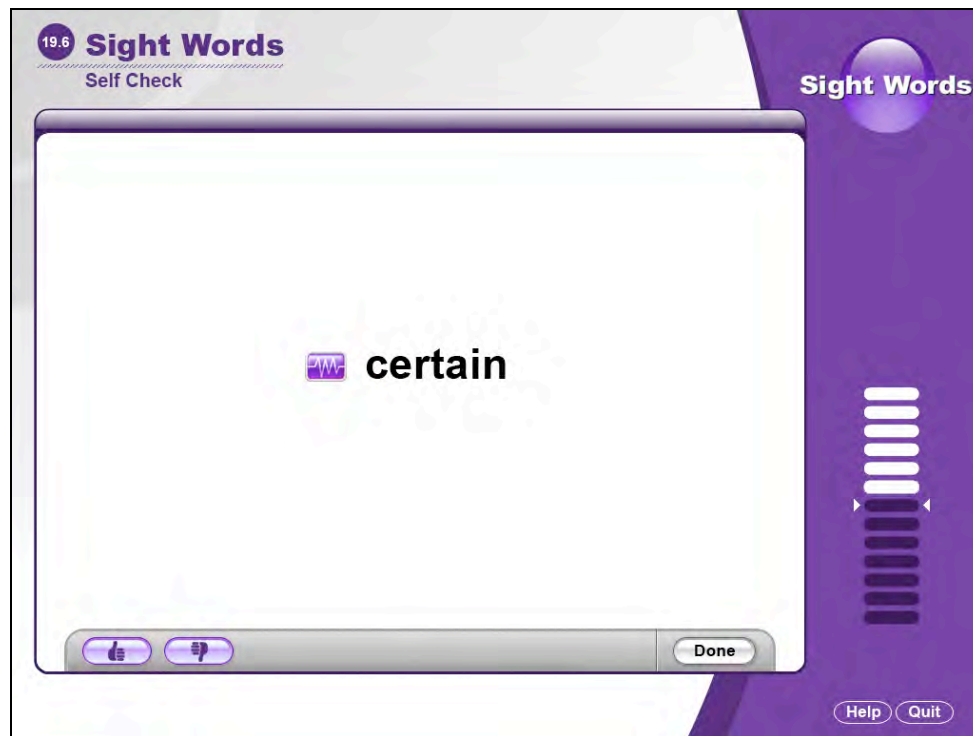 19.6 Sight Words
Self Check
Sight Words
certain
Done
Help Quit